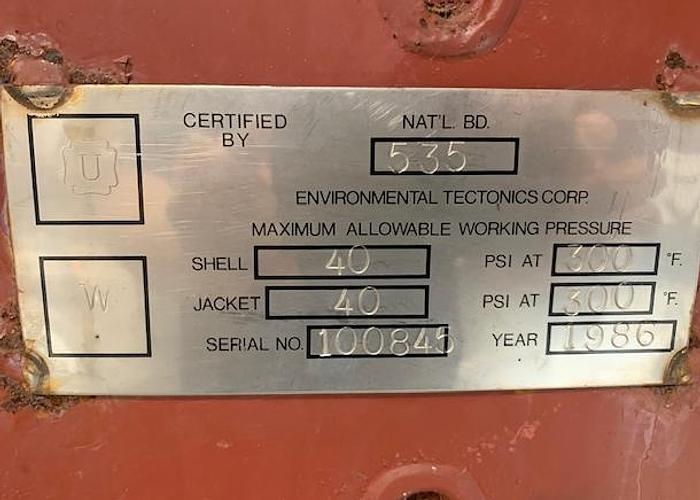 CERTIFIED BY
NAT'L. BD.
U
535
ENVIRONMENTAL TECTONICS CORP.
MAXIMUM ALLOWABLE WORKING PRESSURE
SHELL 40 PSI AT 300 °F.
W
JACKET 40 PSI AT 300 °F.
SERIAL NO. 100845 YEAR 1986